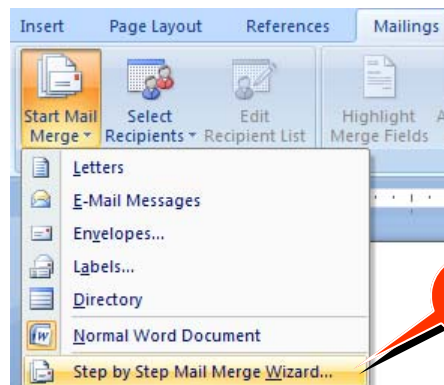 Insert Page Layout References Mailings
Start Mail Merge Select Recipients Edit Recipient List Highlight Merge Fields A
Letters
E-Mail Messages
Envelopes...
Labels...
Directory
Normal Word Document
Step by Step Mail Merge Wizard...